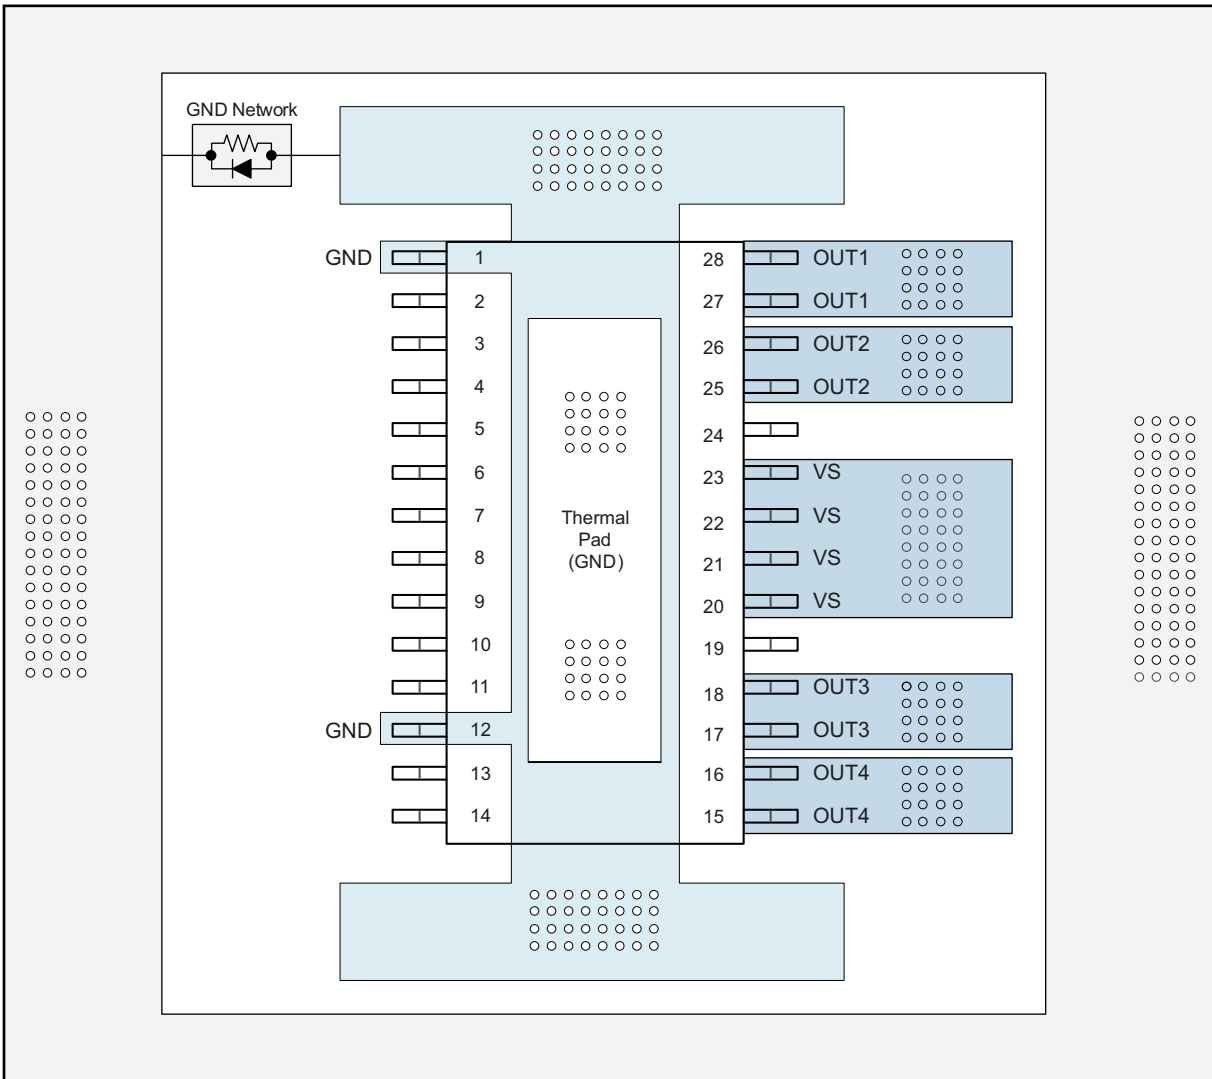 GND Network
GND 1 28 OUT1
2 27 OUT1
3 26 OUT2
4 25 OUT2
5 24
6 23 VS
7 22 VS
8 21 VS
9 20 VS
10 19
11 18 OUT3
GND 12 17 OUT3
13 16 OUT4
14 15 OUT4
Thermal
Pad
(GND)